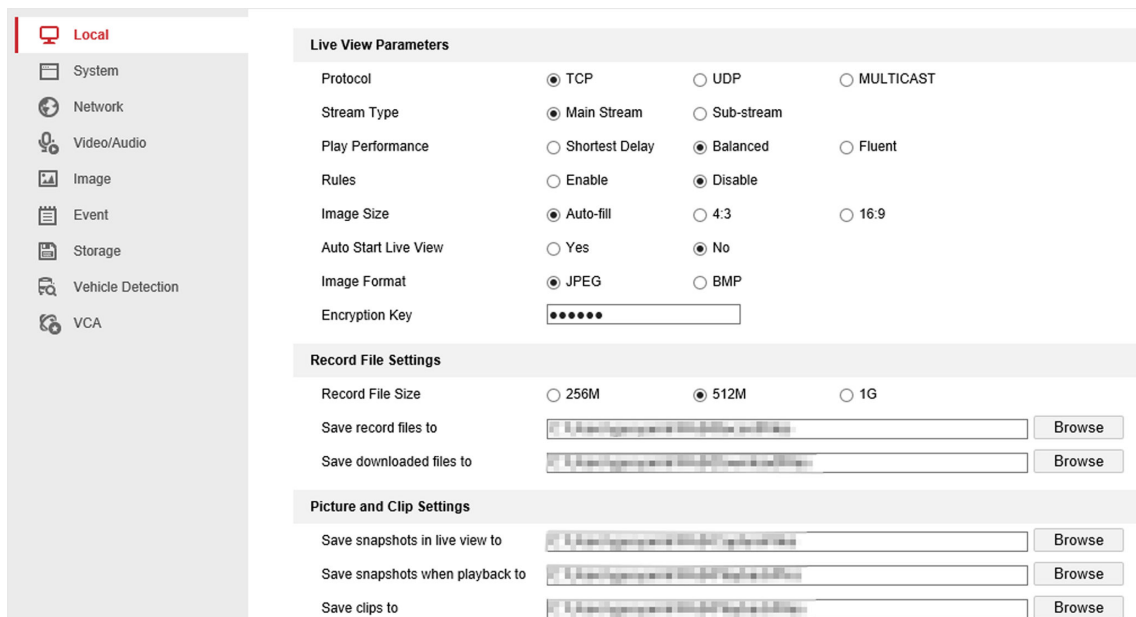 Local
System
Network
Video/Audio
Image
Event
Storage
Vehicle Detection
VCA
Live View Parameters
Protocol TCP UDP MULTICAST
Stream Type Main Stream Sub-stream
Play Performance Shortest Delay Balanced Fluent
Rules Enable Disable
Image Size Auto-fill 4:3 16:9
Auto Start Live View Yes No
Image Format JPEG BMP
Encryption Key ●●●●●●
Record File Settings
Record File Size 256M 512M 1G
Save record files to Browse
Save downloaded files to Browse
Picture and Clip Settings
Save snapshots in live view to Browse
Save snapshots when playback to Browse
Save clips to Browse